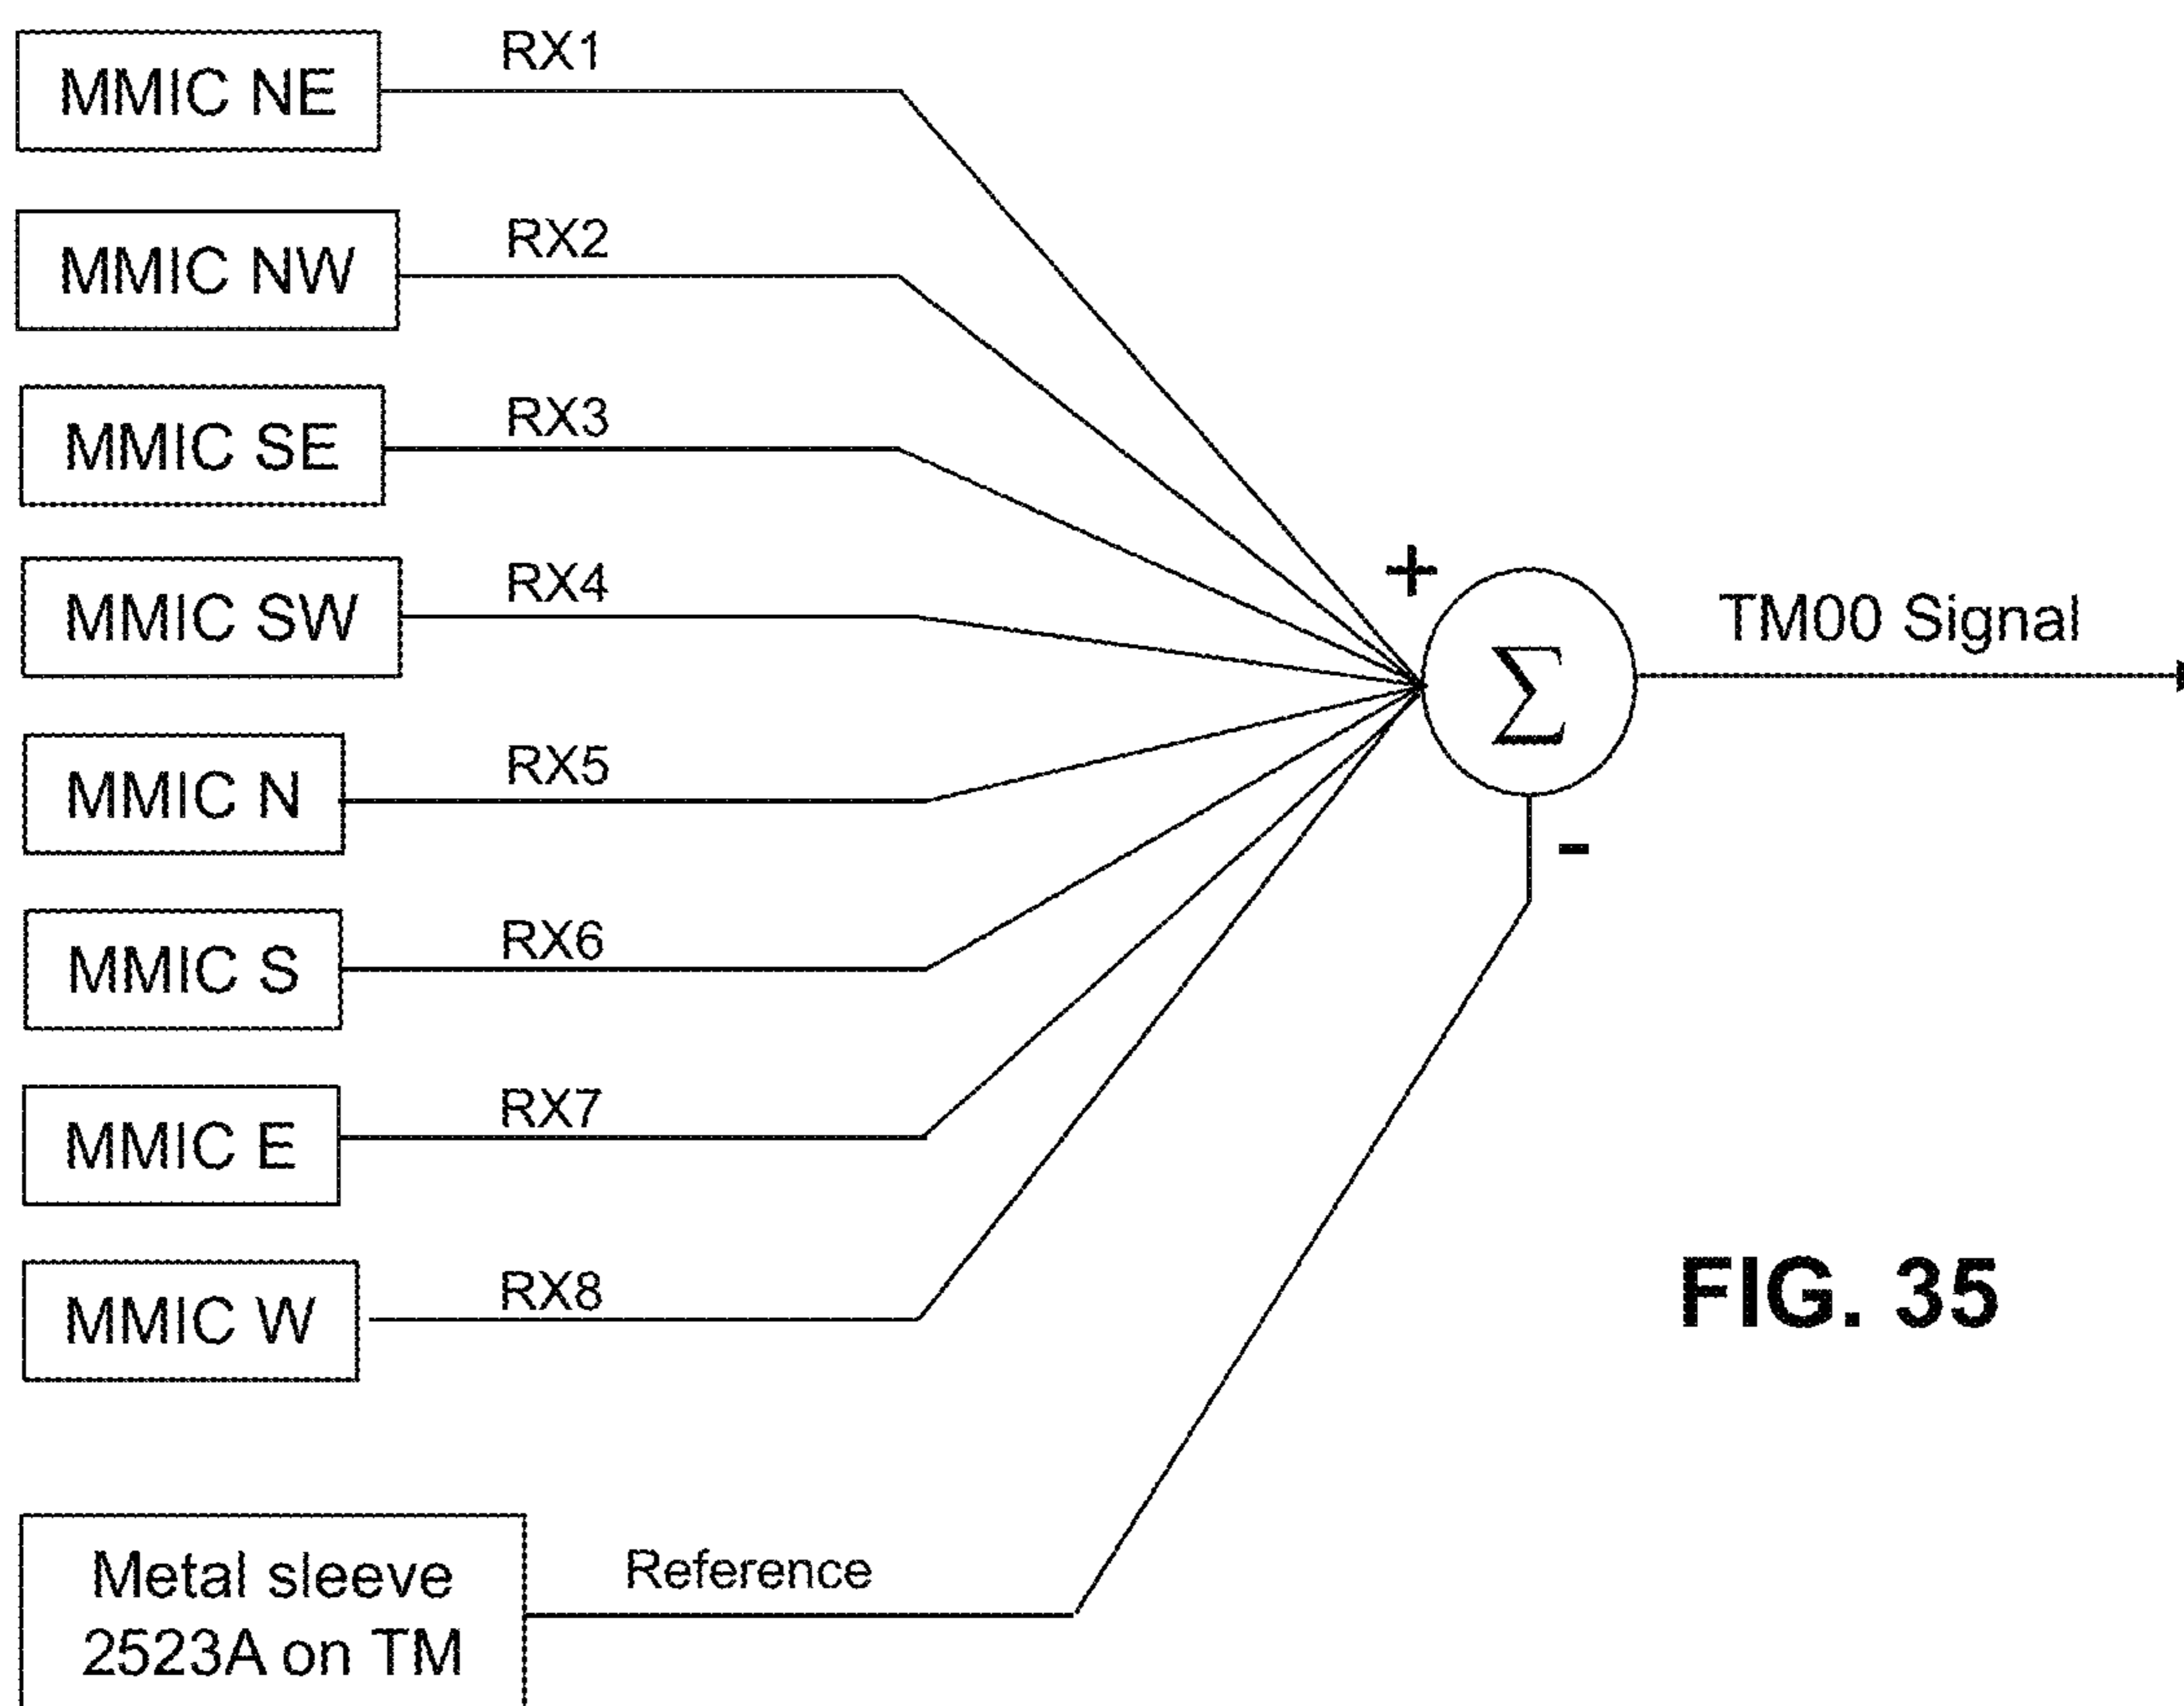 MMIC NE
RX1
MMIC NW
RX2
MMIC SE
RX3
MMIC SW
RX4
MMIC N
RX5
MMIC S
RX6
MMIC E
RX7
MMIC W
RX8
+
Σ
-
TM00 Signal
Metal sleeve
2523A on TM
Reference
FIG. 35